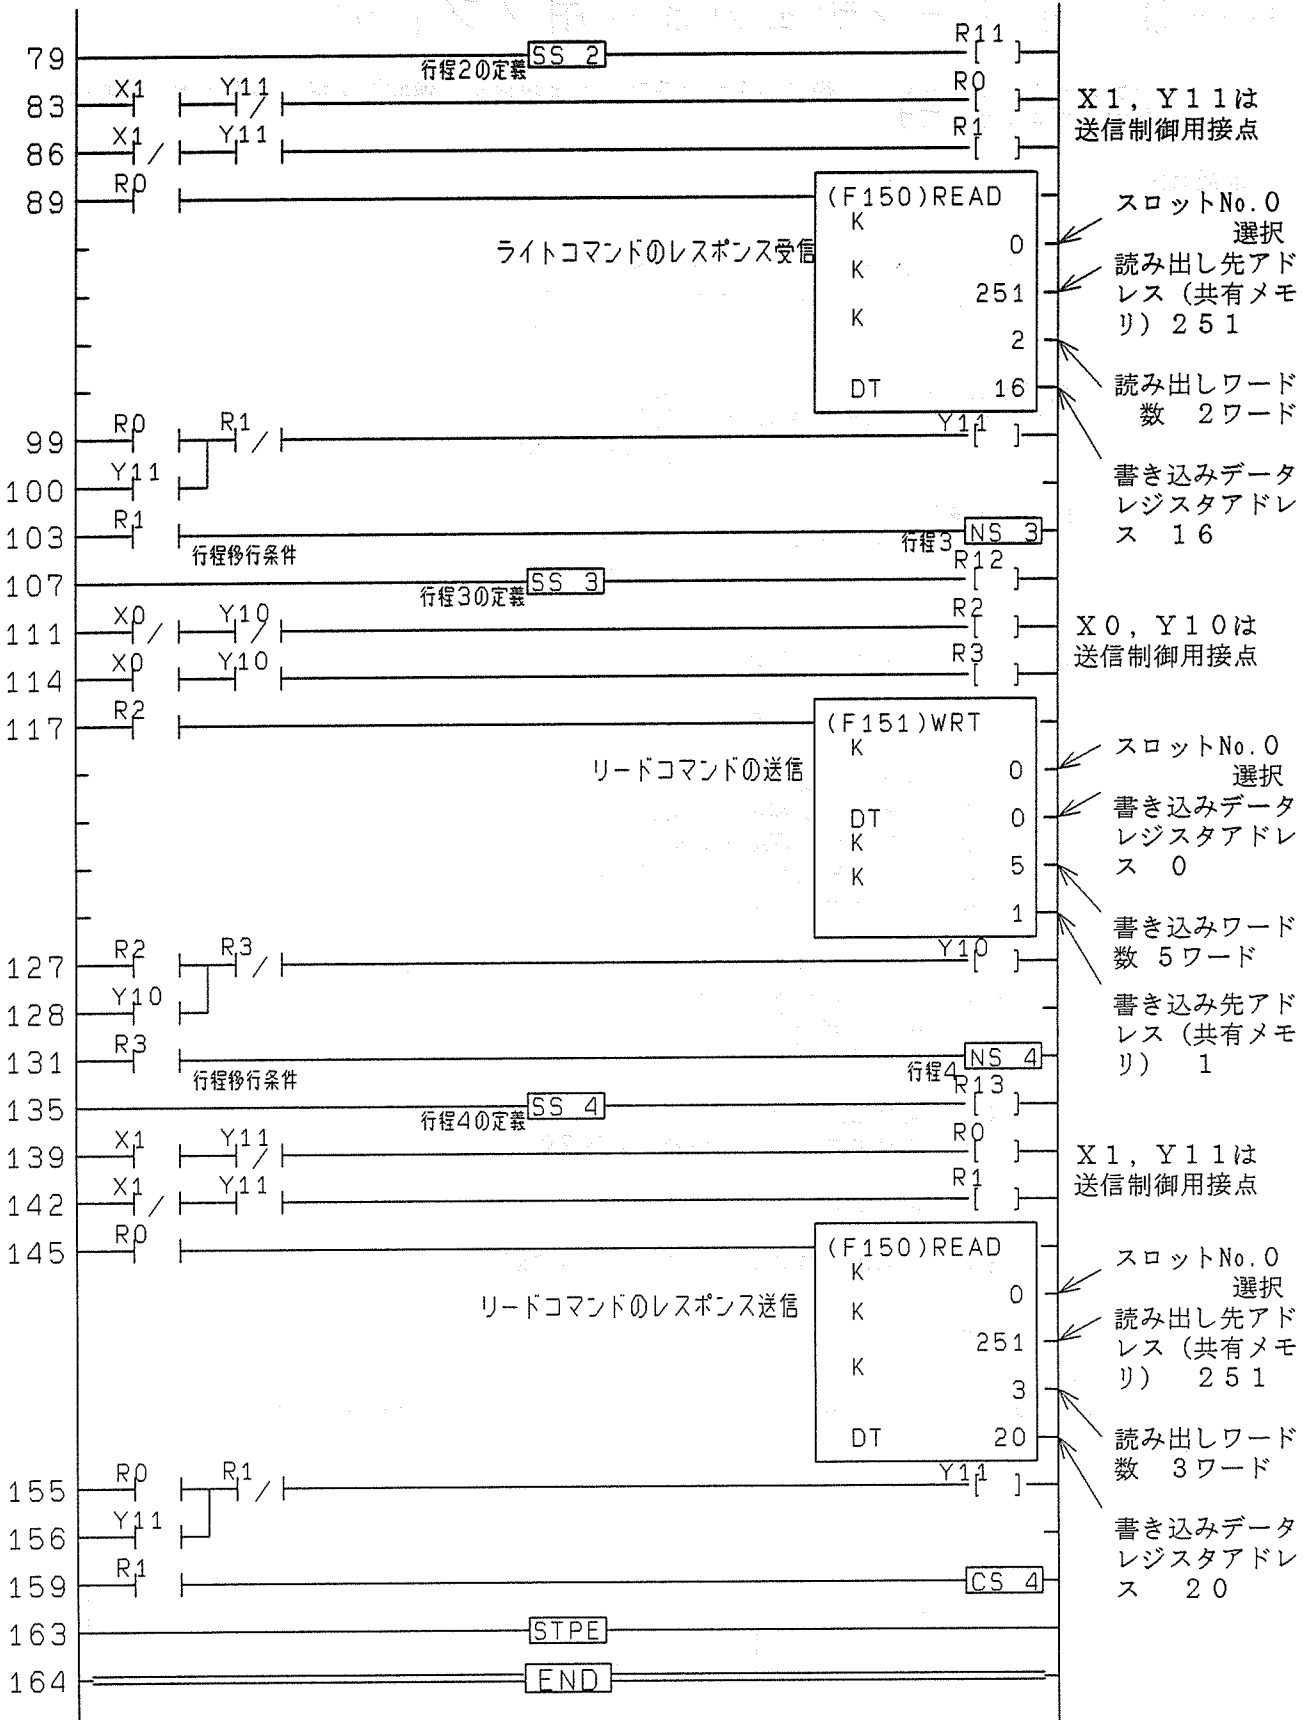 79 SS 2 R11
行程2の定義
83 X1 Y11 R0
X1, Y11は
送信制御用接点
86 X1 Y11 R1
89 R0 (F150)READ
K 0
K 251
K 2
DT 16
ライトコマンドのレスポンス受信
スロットNo.0
選択
読み出し先アド
レス(共有メモ
リ)251
読み出しワード
数 2ワード
書き込みデータ
レジスタアドレ
ス 16
99 R0 R1 Y11
100 Y11
103 R1 行程3 NS 3
行程移行条件
107 SS 3 R12
行程3の定義
111 X0 Y10 R2
X0, Y10は
送信制御用接点
114 X0 Y10 R3
117 R2 (F151)WRT
K 0
DT 0
K 5
K 1
リードコマンドの送信
スロットNo.0
選択
書き込みデータ
レジスタアドレ
ス 0
書き込みワード
数 5ワード
書き込み先アド
レス(共有メモ
リ) 1
127 R2 R3 Y10
128 Y10
131 R3 行程4 NS 4
行程移行条件
135 SS 4 R13
行程4の定義
139 X1 Y11 R0
X1, Y11は
送信制御用接点
142 X1 Y11 R1
145 R0 (F150)READ
K 0
K 251
K 3
DT 20
リードコマンドのレスポンス送信
スロットNo.0
選択
読み出し先アド
レス(共有メモ
リ) 251
読み出しワード
数 3ワード
書き込みデータ
レジスタアドレ
ス 20
155 R0 R1 Y11
156 Y11
159 R1 CS 4
163 STPE
164 END